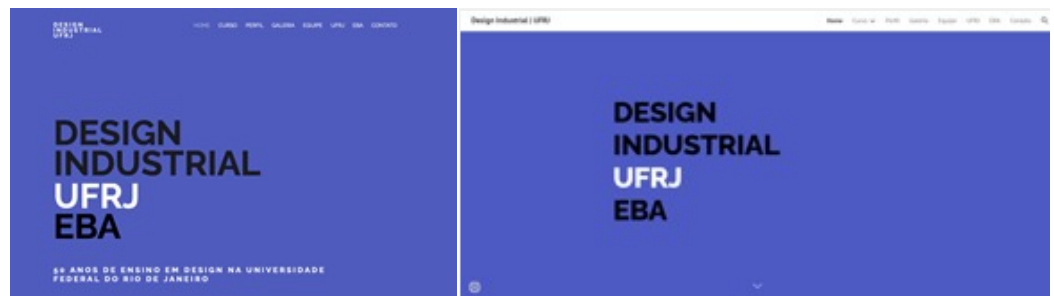 DESIGN
INDUSTRIAL
UFRJ
HOME CURSO PERFIL GALERIA EQUIPE UFRJ EBA CONTATO
DESIGN
INDUSTRIAL
UFRJ
EBA
50 ANOS DE ENSINO EM DESIGN NA UNIVERSIDADE
FEDERAL DO RIO DE JANEIRO
Design Industrial | UFRJ
Home Curso Perfil Galeria Equipe UFRJ EBA Contato
DESIGN
INDUSTRIAL
UFRJ
EBA